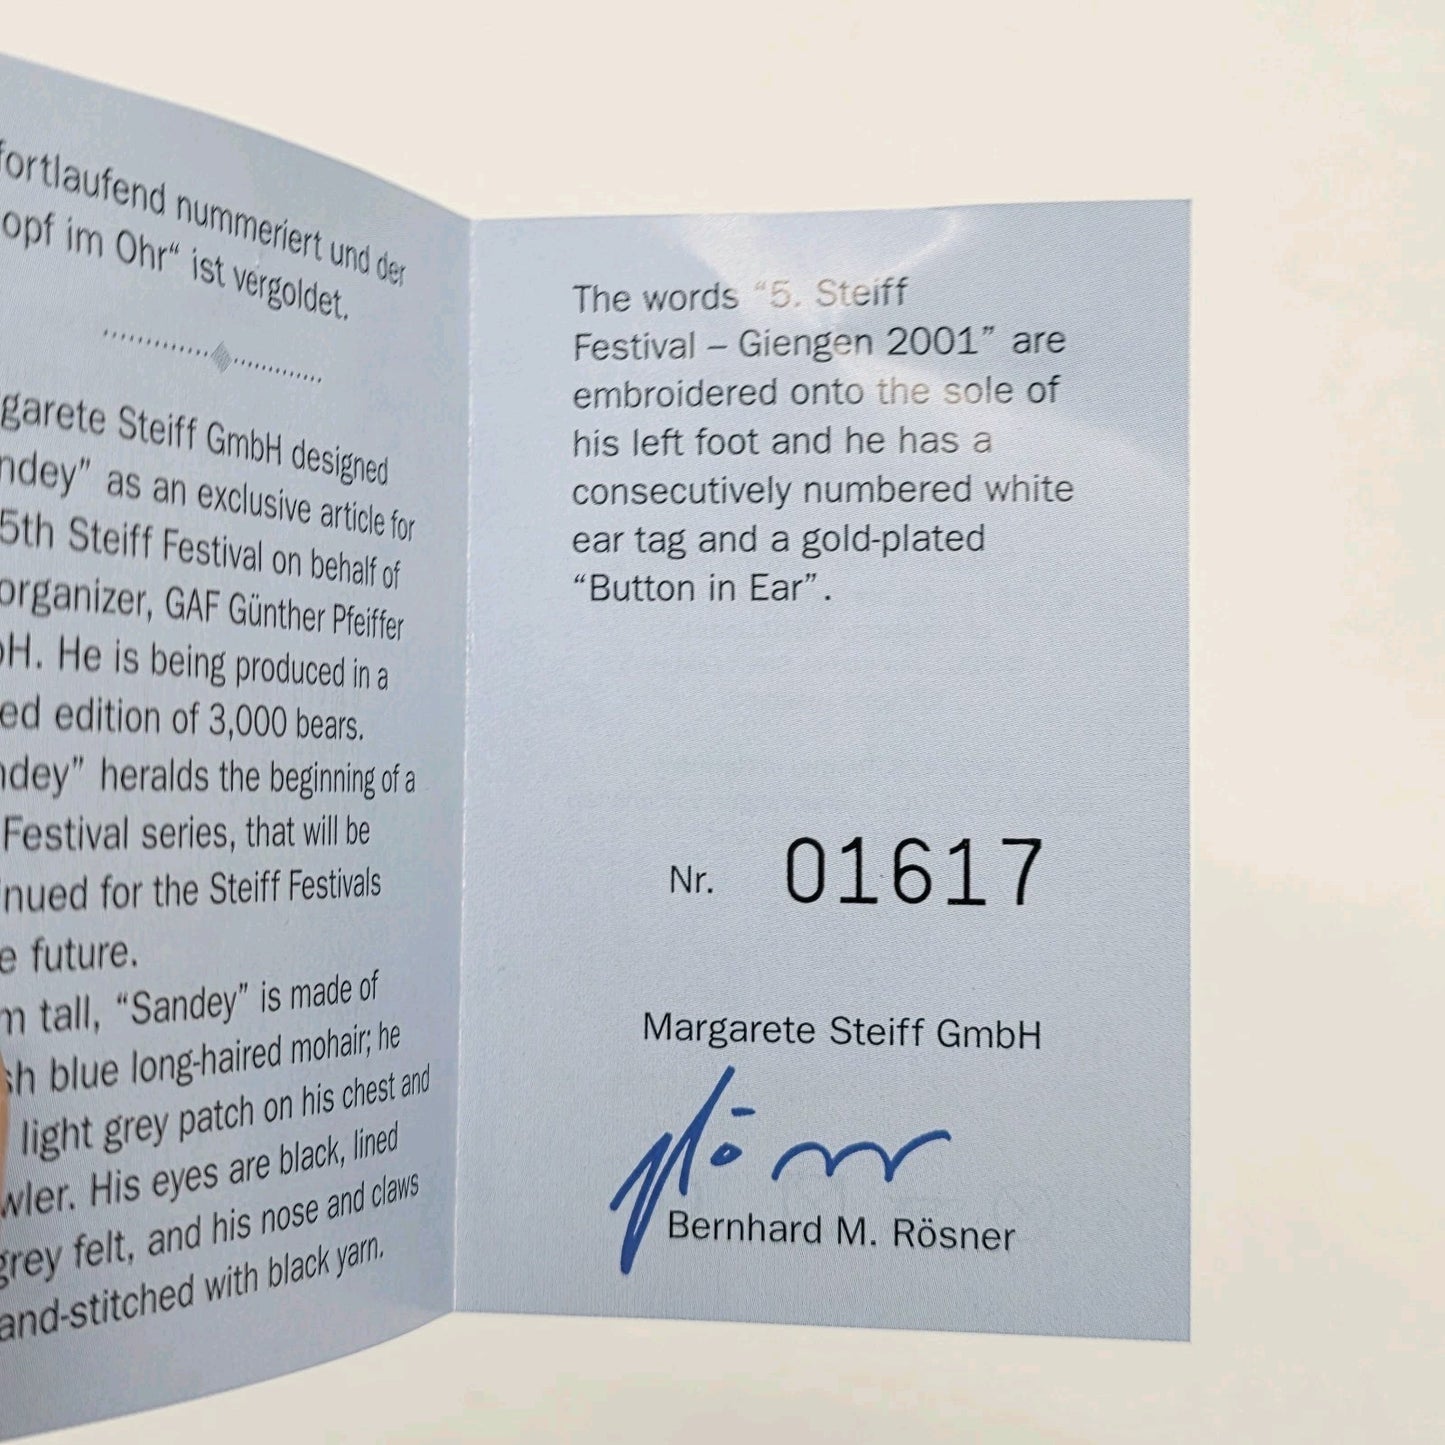 fortlaufend nummeriert und der
opf im Ohr“ ist vergoldet.
garete Steiff GmbH designed
ndey” as an exclusive article for
5th Steiff Festival on behalf of
organizer, GAF Günther Pfeiffer
bH. He is being produced in a
ed edition of 3,000 bears.
ndey” heralds the beginning of a
Festival series, that will be
nued for the Steiff Festivals
e future.
m tall, “Sandey” is made of
sh blue long-haired mohair; he
light grey patch on his chest and
wler. His eyes are black, lined
grey felt, and his nose and claws
and-stitched with black yarn.
The words “5. Steiff
Festival – Giengen 2001” are
embroidered onto the sole of
his left foot and he has a
consecutively numbered white
ear tag and a gold-plated
“Button in Ear”.
Nr. 01617
Margarete Steiff GmbH
Bernhard M. Rösner